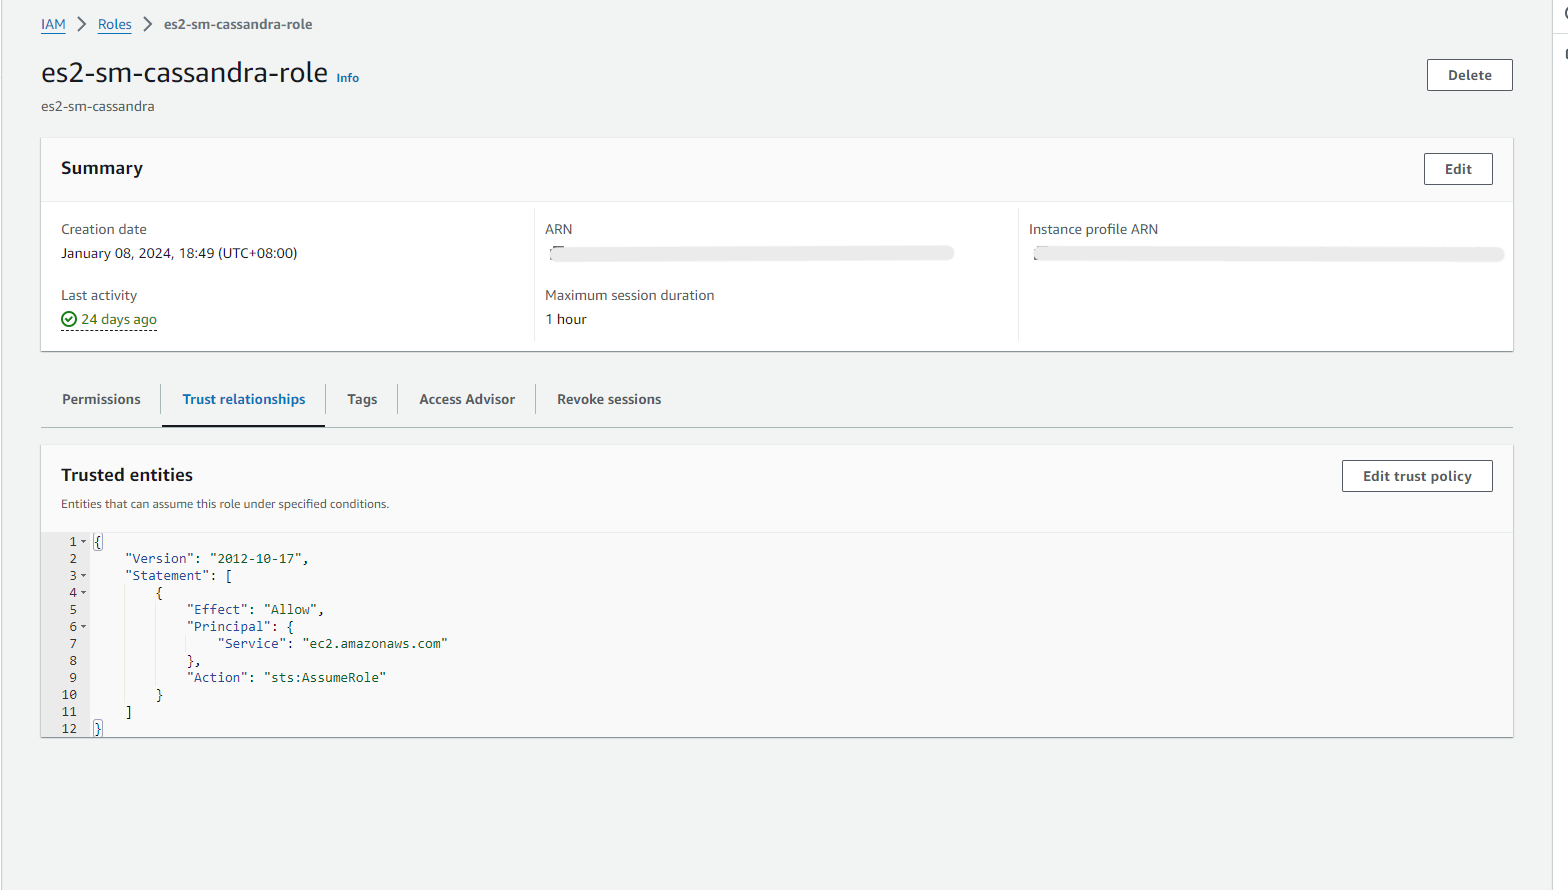 IAM > Roles > es2-sm-cassandra-role
es2-sm-cassandra-role Info
Delete
es2-sm-cassandra
Summary
Edit
Creation date
January 08, 2024, 18:49 (UTC+08:00)
ARN
Instance profile ARN
Last activity
24 days ago
Maximum session duration
1 hour
Permissions
Trust relationships
Tags
Access Advisor
Revoke sessions
Trusted entities
Edit trust policy
Entities that can assume this role under specified conditions.
1 {
2     "Version": "2012-10-17",
3     "Statement": [
4         {
5             "Effect": "Allow",
6             "Principal": {
7                 "Service": "ec2.amazonaws.com"
8             },
9             "Action": "sts:AssumeRole"
10         }
11     ]
12 }